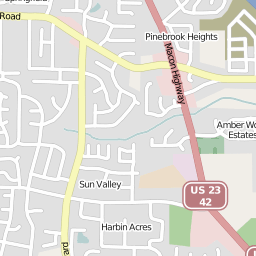 Road
Pinebrook Heights
Macon Highway
Amber Wo
Estates
Sun Valley
US 23
42
Harbin Acres